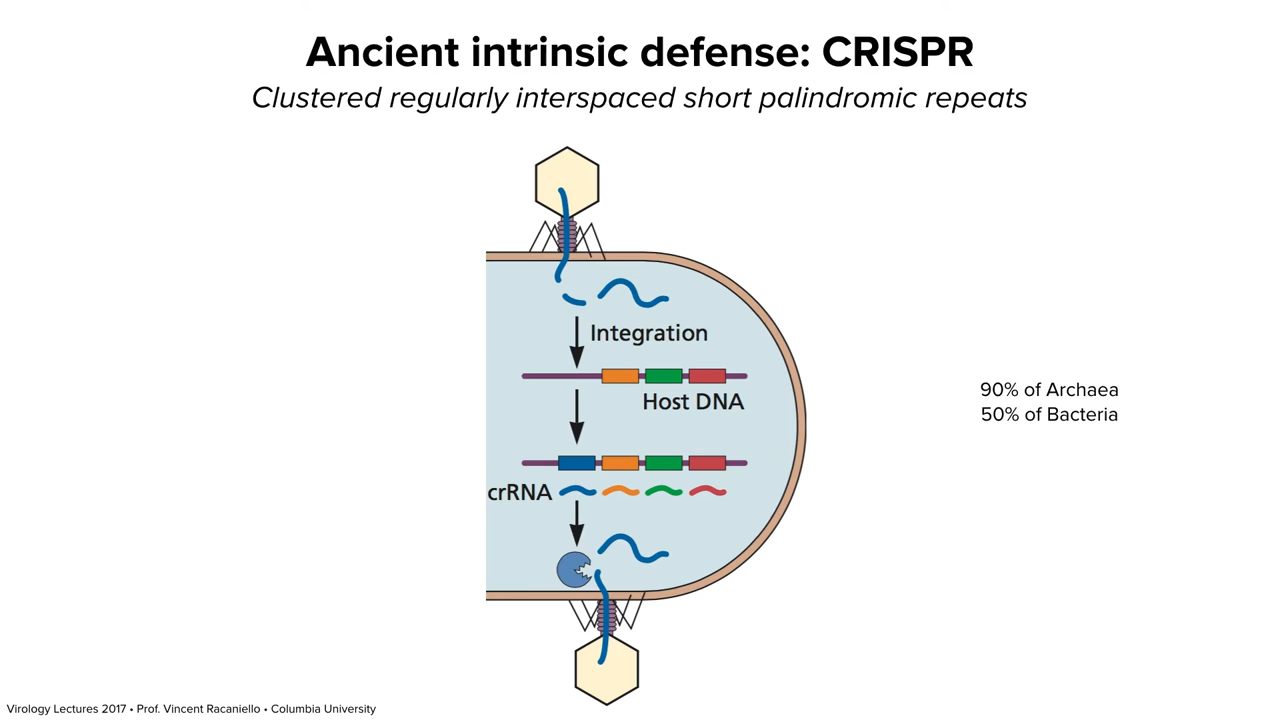 Ancient intrinsic defense: CRISPR
Clustered regularly interspaced short palindromic repeats
Integration
Host DNA
90% of Archaea
50% of Bacteria
crRNA
Virology Lectures 2017 • Prof. Vincent Racaniello • Columbia University